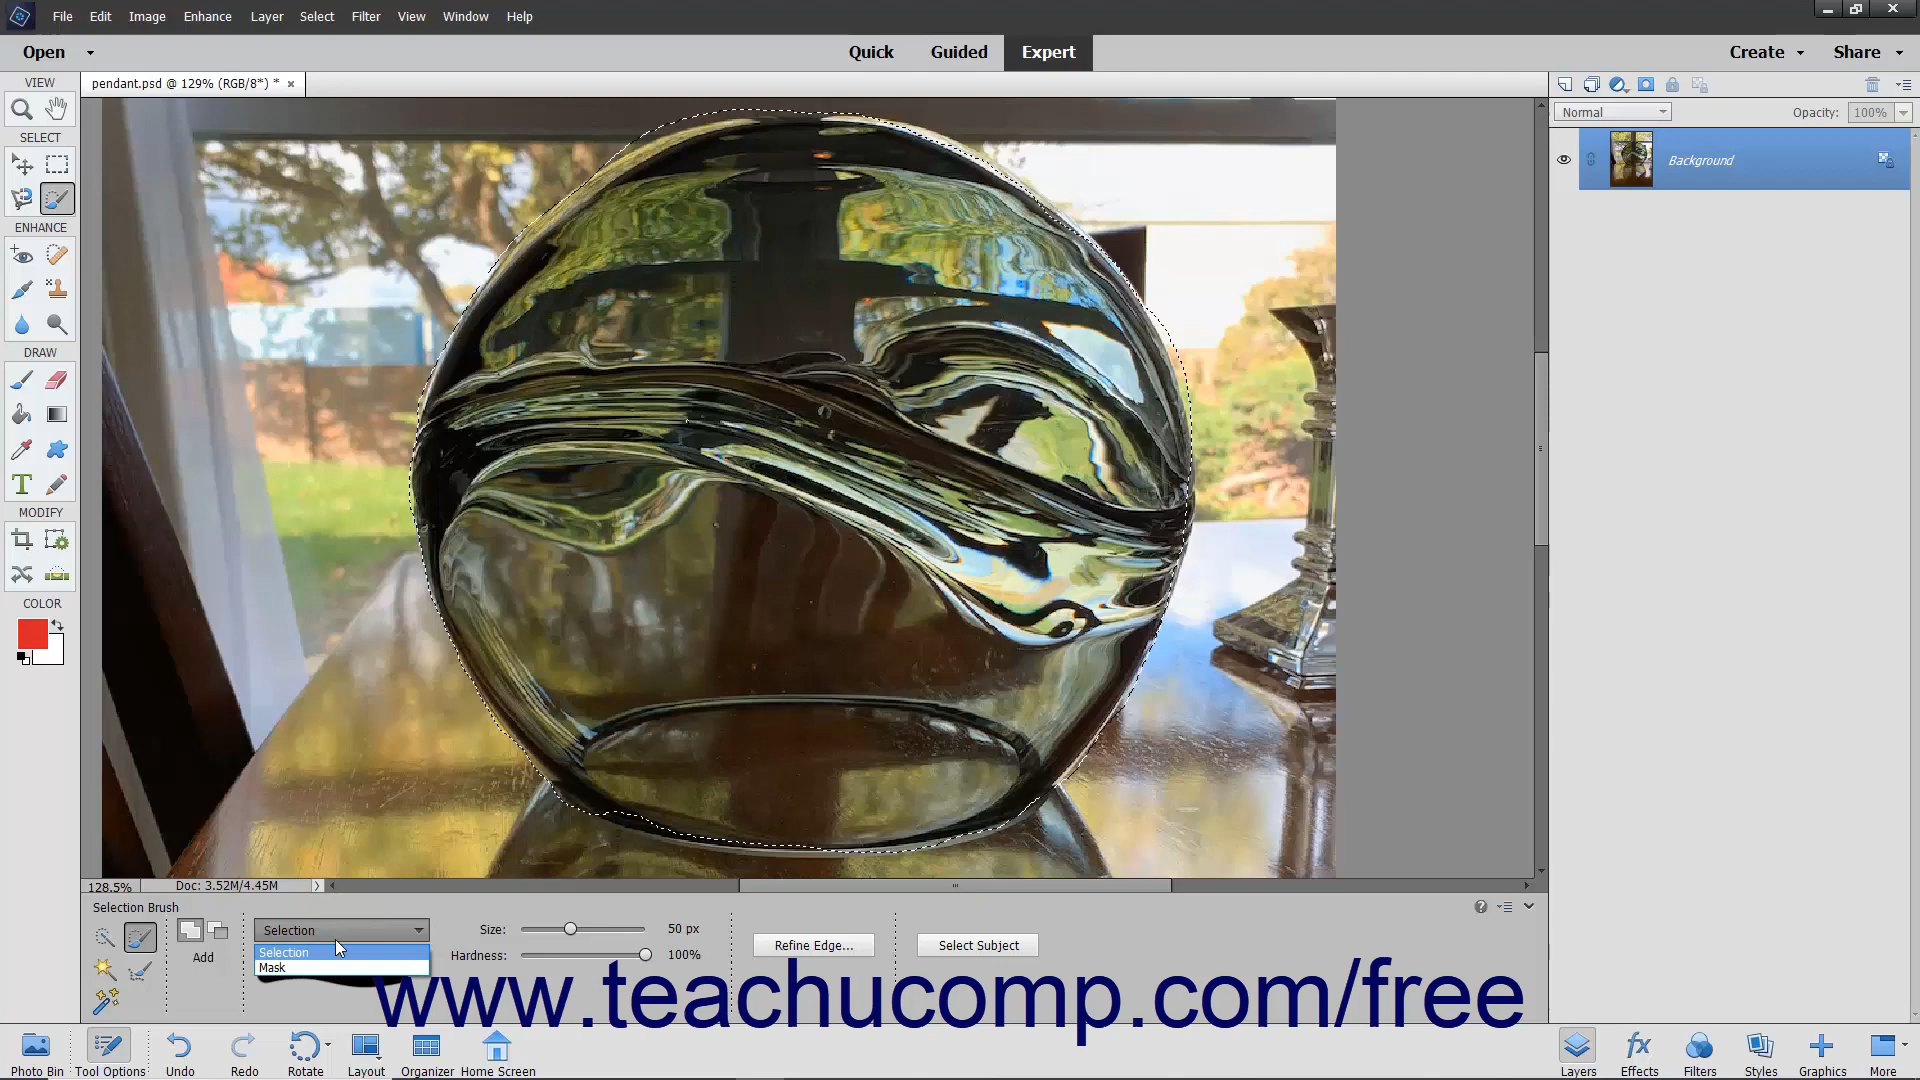 File Edit Image Enhance Layer Select Filter View Window Help
Open Quick Guided Expert Create Share
VIEW
pendant.psd @ 129% (RGB/8*) * ×
Normal Opacity: 100%
SELECT
Background
ENHANCE
DRAW
T
MODIFY
COLOR
128.5% Doc: 3.52M/4.45M
Selection Brush
Selection
Size: 50 px
Selection
Mask
Add
Hardness: 100%
Refine Edge...
Select Subject
www.teachucomp.com/free
Photo Bin Tool Options Undo Redo Rotate Layout Organizer Home Screen
fx
Layers Effects Filters Styles Graphics More